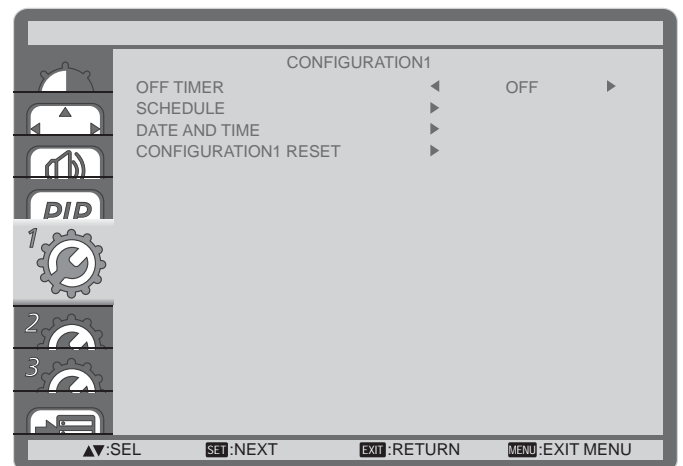 CONFIGURATION1
OFF TIMER ◀ OFF ▶
SCHEDULE ▶
DATE AND TIME ▶
CONFIGURATION1 RESET ▶
PIP
1
2
3
▲▼:SEL SET:NEXT EXIT:RETURN MENU:EXIT MENU